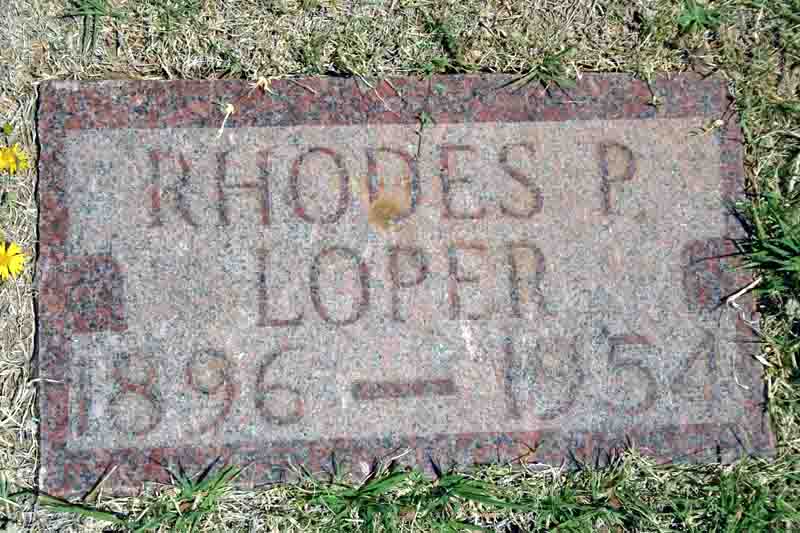 RHODES P.
LOPER
1896 — 1954